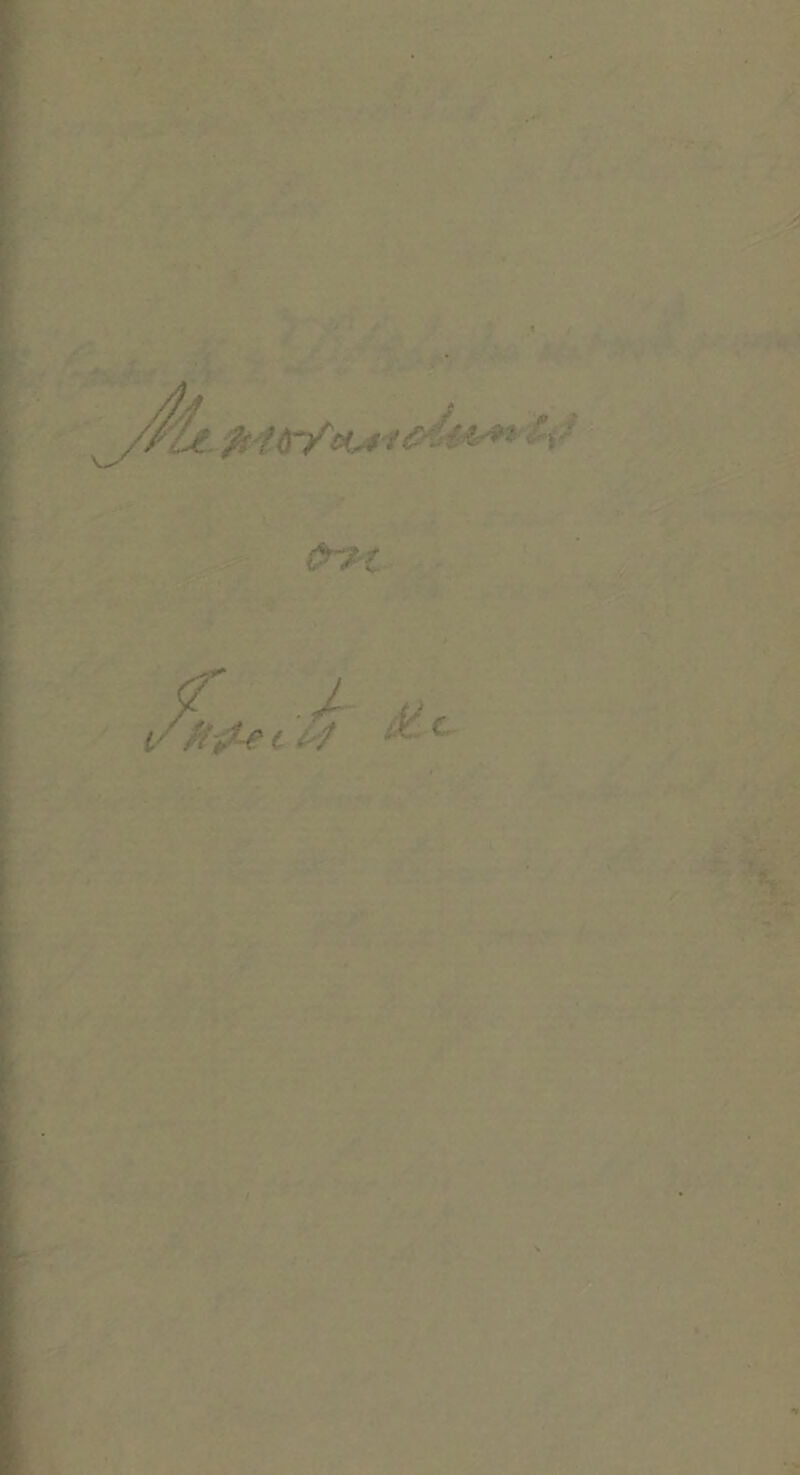 Memorandums
on
Insects &c